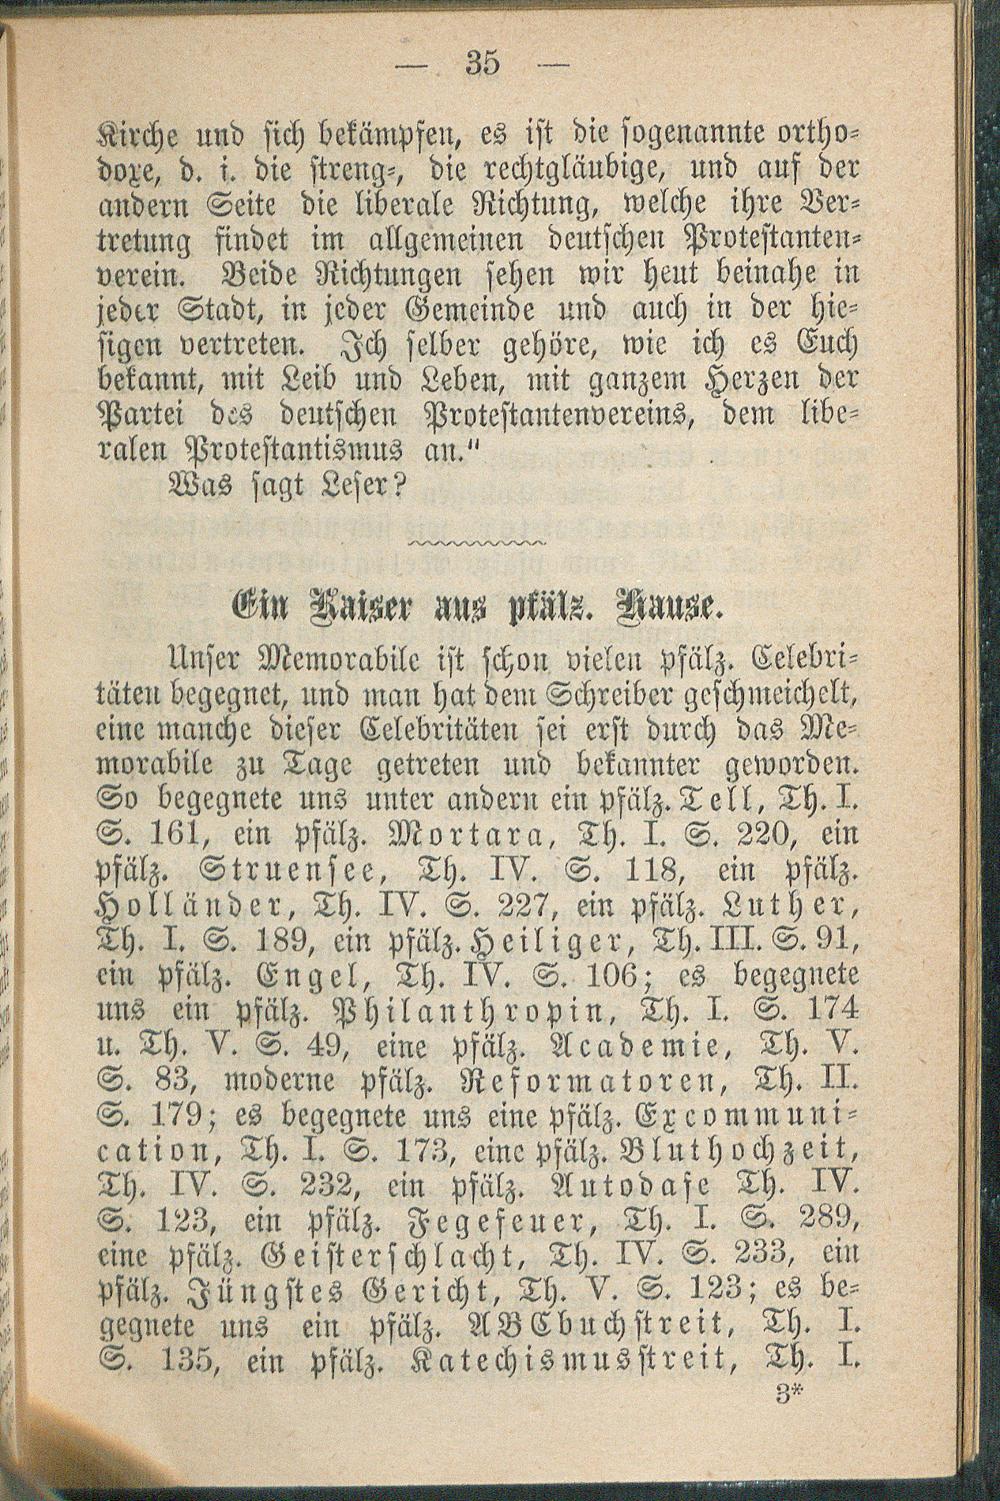 — 35 —
Kirche und sich bekämpfen, es ist die sogenannte ortho-
doxe, d. i. die streng-, die rechtgläubige, und auf der
andern Seite die liberale Richtung, welche ihre Ver-
tretung findet im allgemeinen deutschen Protestanten-
verein. Beide Richtungen sehen wir heut beinahe in
jeder Stadt, in jeder Gemeinde und auch in der hie-
sigen vertreten. Ich selber gehöre, wie ich es Euch
bekannt, mit Leib und Leben, mit ganzem Herzen der
Partei des deutschen Protestantenvereins, dem libe-
ralen Protestantismus an."
Was sagt Leser?
Ein Kaiser aus pfälz. Hause.
Unser Memorabile ist schon vielen pfälz. Celebri-
täten begegnet, und man hat dem Schreiber geschmeichelt,
eine manche dieser Celebritäten sei erst durch das Me-
morabile zu Tage getreten und bekannter geworden.
So begegnete uns unter andern ein pfälz. Tell, Th. I.
S. 161, ein pfälz. Mortara, Th. I. S. 220, ein
pfälz. Struensee, Th. IV. S. 118, ein pfälz.
Holländer, Th. IV. S. 227, ein pfälz. Luther,
Th. I. S. 189, ein pfälz. Heiliger, Th. III. S. 91,
ein pfälz. Engel, Th. IV. S. 106; es begegnete
uns ein pfälz. Philanthropin, Th. I. S. 174
u. Th. V. S. 49, eine pfälz. Academie, Th. V.
S. 83, moderne pfälz. Reformatoren, Th. II.
S. 179; es begegnete uns eine pfälz. Excommuni-
cation, Th. I. S. 173, eine pfälz. Bluthochzeit,
Th. IV. S. 232, ein pfälz. Autodafe Th. IV.
S. 123, ein pfälz. Fegefeuer, Th. I. S. 289,
eine pfälz. Geisterschlacht, Th. IV. S. 233, ein
pfälz. Jüngstes Gericht, Th. V. S. 123; es be-
gegnete uns ein pfälz. ABCbuchstreit, Th. I.
S. 135, ein pfälz. Katechismusstreit, Th. I.
3*